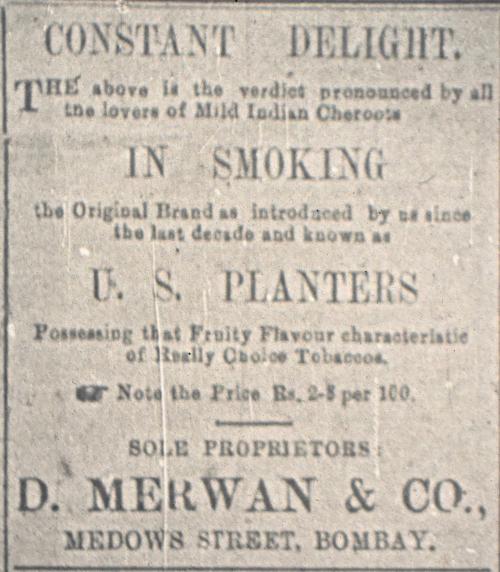 CONSTANT DELIGHT.
THE above is the verdict pronounced by all
the lovers of Mild Indian Cheroots
IN SMOKING
the Original Brand as introduced by us since
the last decade and known as
U. S. PLANTERS
Possessing that Fruity Flavour characteristic
of Really Choice Tobaccos.
☛ Note the Price Rs. 2-8 per 100.
SOLE PROPRIETORS:
D. MERWAN & CO.,
MEDOWS STREET, BOMBAY.